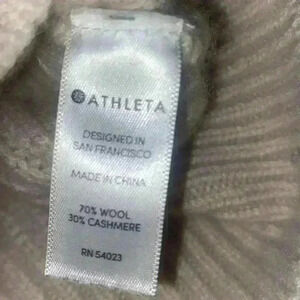 ATHLETA
DESIGNED IN
SAN FRANCISCO
MADE IN CHINA
70% WOOL
30% CASHMERE
RN 54023